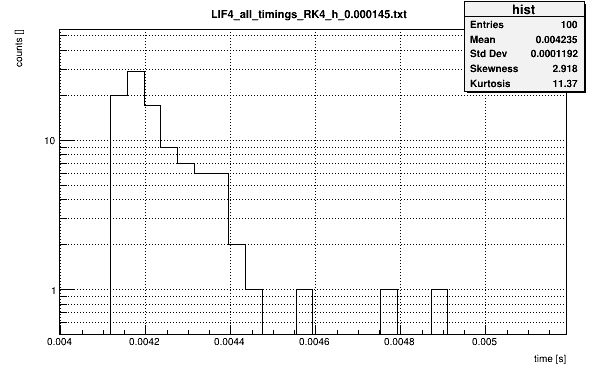 LIF4_all_timings_RK4_h_0.000145.txt
hist
Entries 100
Mean 0.004235
Std Dev 0.0001192
Skewness 2.918
Kurtosis 11.37
counts []
10
1
0.004 0.0042 0.0044 0.0046 0.0048 0.005
time [s]